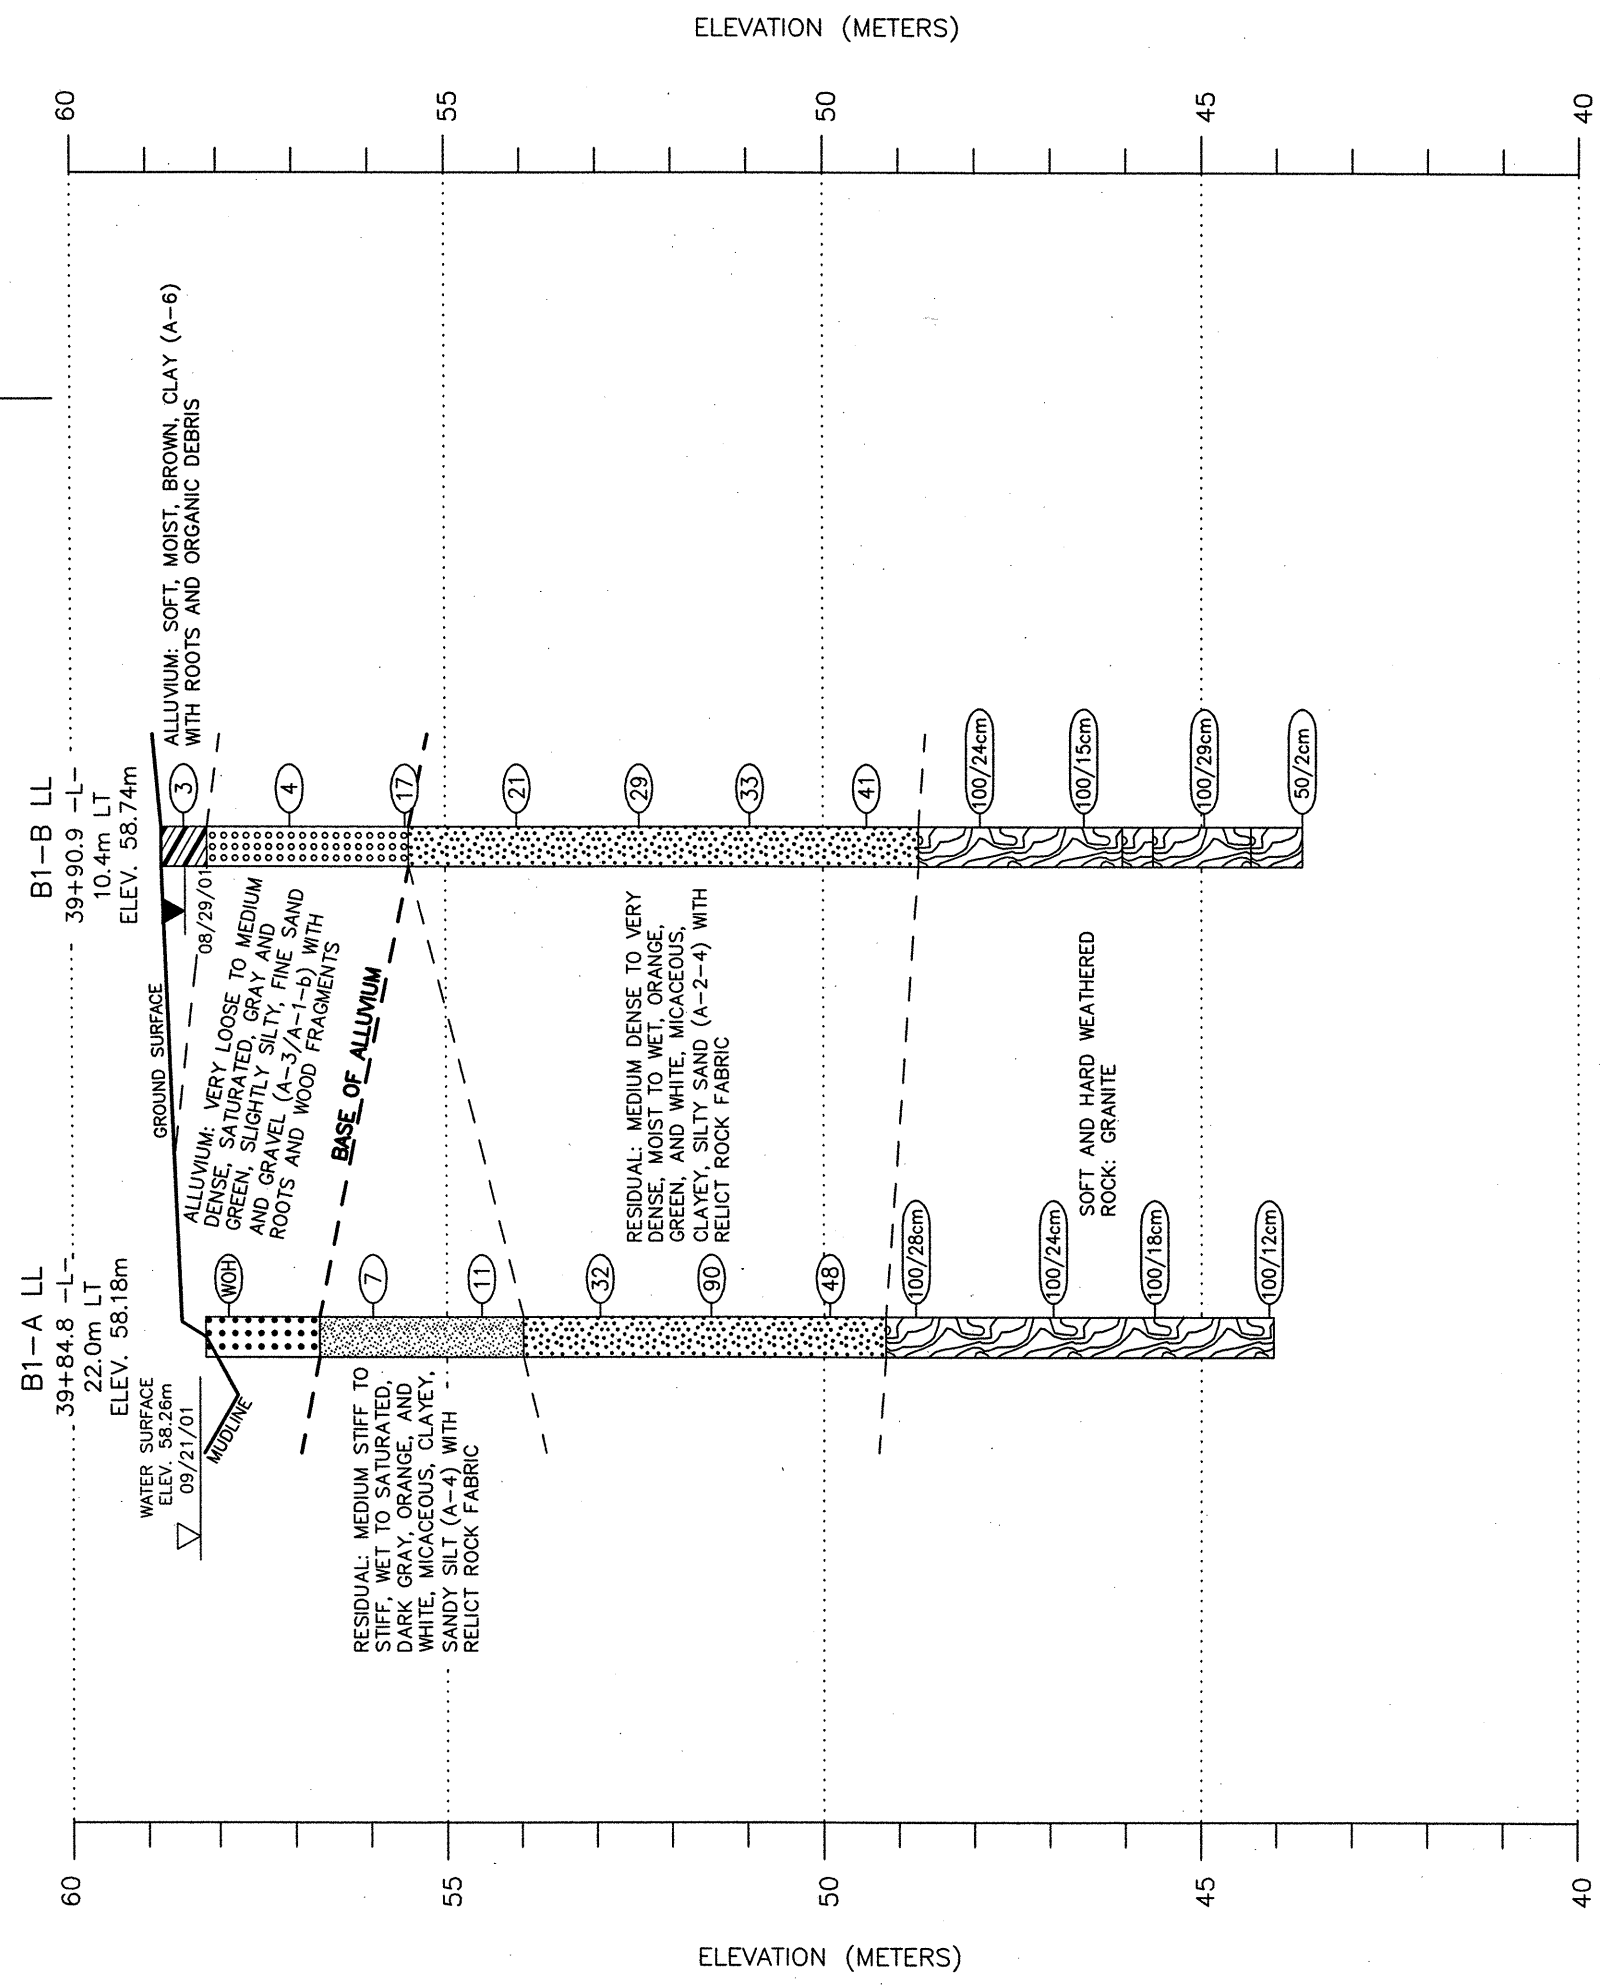 ELEVATION (METERS)
60
55
50
45
40
B1-A LL
39+84.8 -L-
22.0m LT
ELEV. 58.18m
B1-B LL
39+90.9 -L-
10.4m LT
ELEV. 58.74m
WATER SURFACE
ELEV. 58.26m
09/21/01
MUDLINE
GROUND SURFACE
08/29/01
ALLUVIUM: SOFT, MOIST, BROWN, CLAY (A-6)
WITH ROOTS AND ORGANIC DEBRIS
ALLUVIUM: VERY LOOSE TO MEDIUM
DENSE, SATURATED, GRAY AND
GREEN, SLIGHTLY SILTY, FINE SAND
AND GRAVEL (A-3/A-1-b) WITH
ROOTS AND WOOD FRAGMENTS
BASE OF ALLUVIUM
RESIDUAL: MEDIUM STIFF TO
STIFF, WET TO SATURATED,
DARK GRAY, ORANGE, AND
WHITE, MICACEOUS, CLAYEY,
SANDY SILT (A-4) WITH
RELICT ROCK FABRIC
RESIDUAL: MEDIUM DENSE TO VERY
DENSE, MOIST TO WET, ORANGE,
GREEN, AND WHITE, MICACEOUS,
CLAYEY, SILTY SAND (A-2-4) WITH
RELICT ROCK FABRIC
SOFT AND HARD WEATHERED
ROCK: GRANITE
WOH
7
11
32
90
48
100/28cm
100/24cm
100/18cm
100/12cm
3
4
17
21
29
33
41
100/24cm
100/15cm
100/29cm
50/2cm
60
55
50
45
40
ELEVATION (METERS)